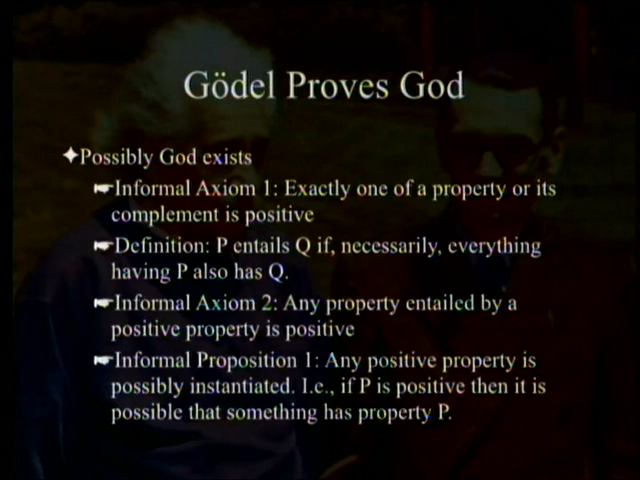 Gödel Proves God
Possibly God exists
Informal Axiom 1: Exactly one of a property or its
complement is positive
Definition: P entails Q if, necessarily, everything
having P also has Q.
Informal Axiom 2: Any property entailed by a
positive property is positive
Informal Proposition 1: Any positive property is
possibly instantiated. I.e., if P is positive then it is
possible that something has property P.